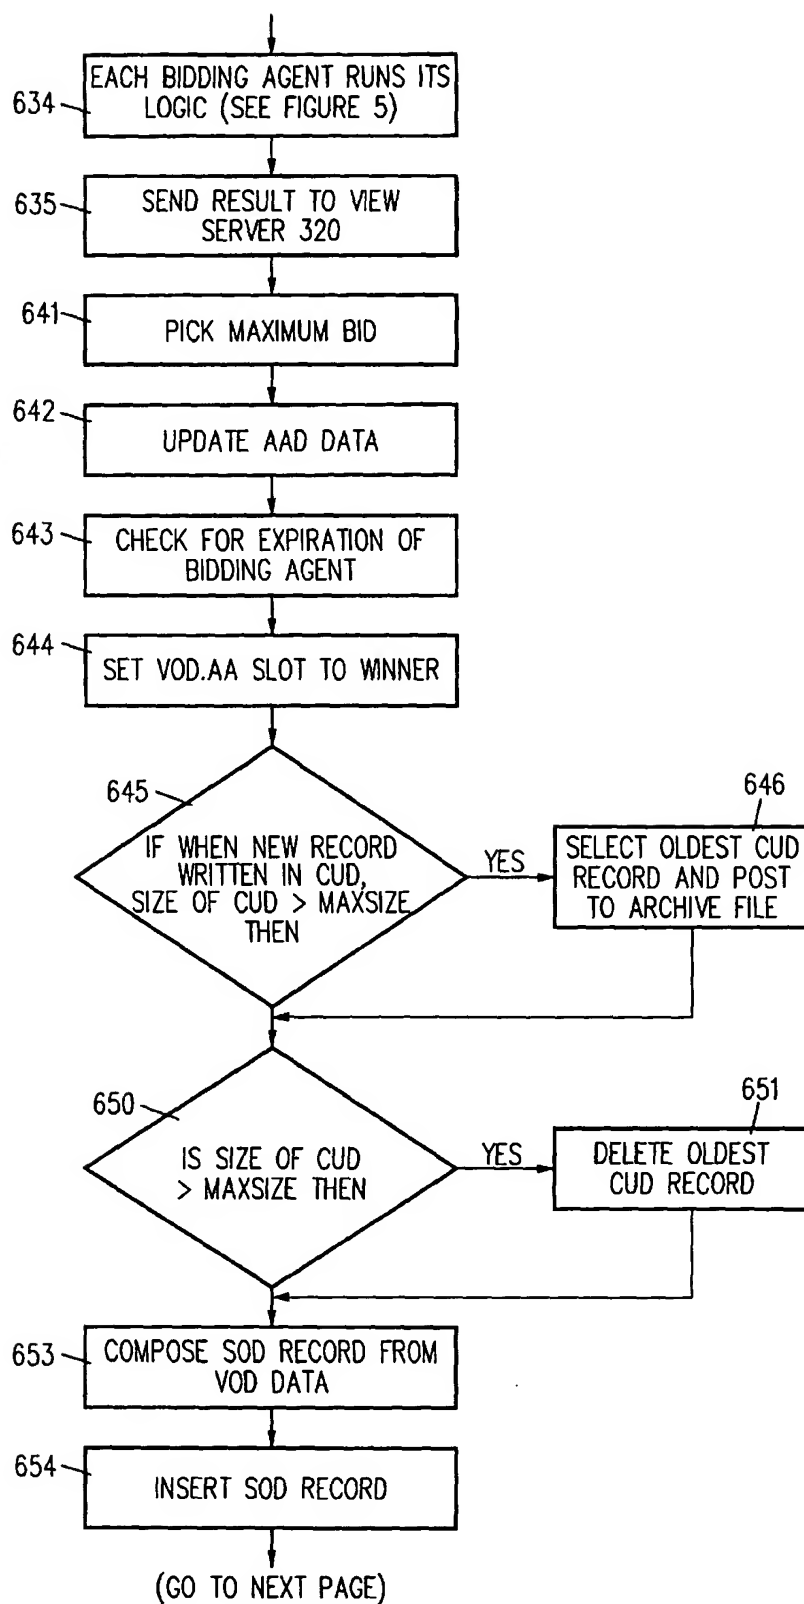 634
EACH BIDDING AGENT RUNS ITS
LOGIC (SEE FIGURE 5)
635
SEND RESULT TO VIEW
SERVER 320
641
PICK MAXIMUM BID
642
UPDATE AAD DATA
643
CHECK FOR EXPIRATION OF
BIDDING AGENT
644
SET VOD.AA SLOT TO WINNER
645
IF WHEN NEW RECORD
WRITTEN IN CUD,
SIZE OF CUD > MAXSIZE
THEN
YES
646
SELECT OLDEST CUD
RECORD AND POST
TO ARCHIVE FILE
650
IS SIZE OF CUD
> MAXSIZE THEN
YES
651
DELETE OLDEST
CUD RECORD
653
COMPOSE SOD RECORD FROM
VOD DATA
654
INSERT SOD RECORD
(GO TO NEXT PAGE)